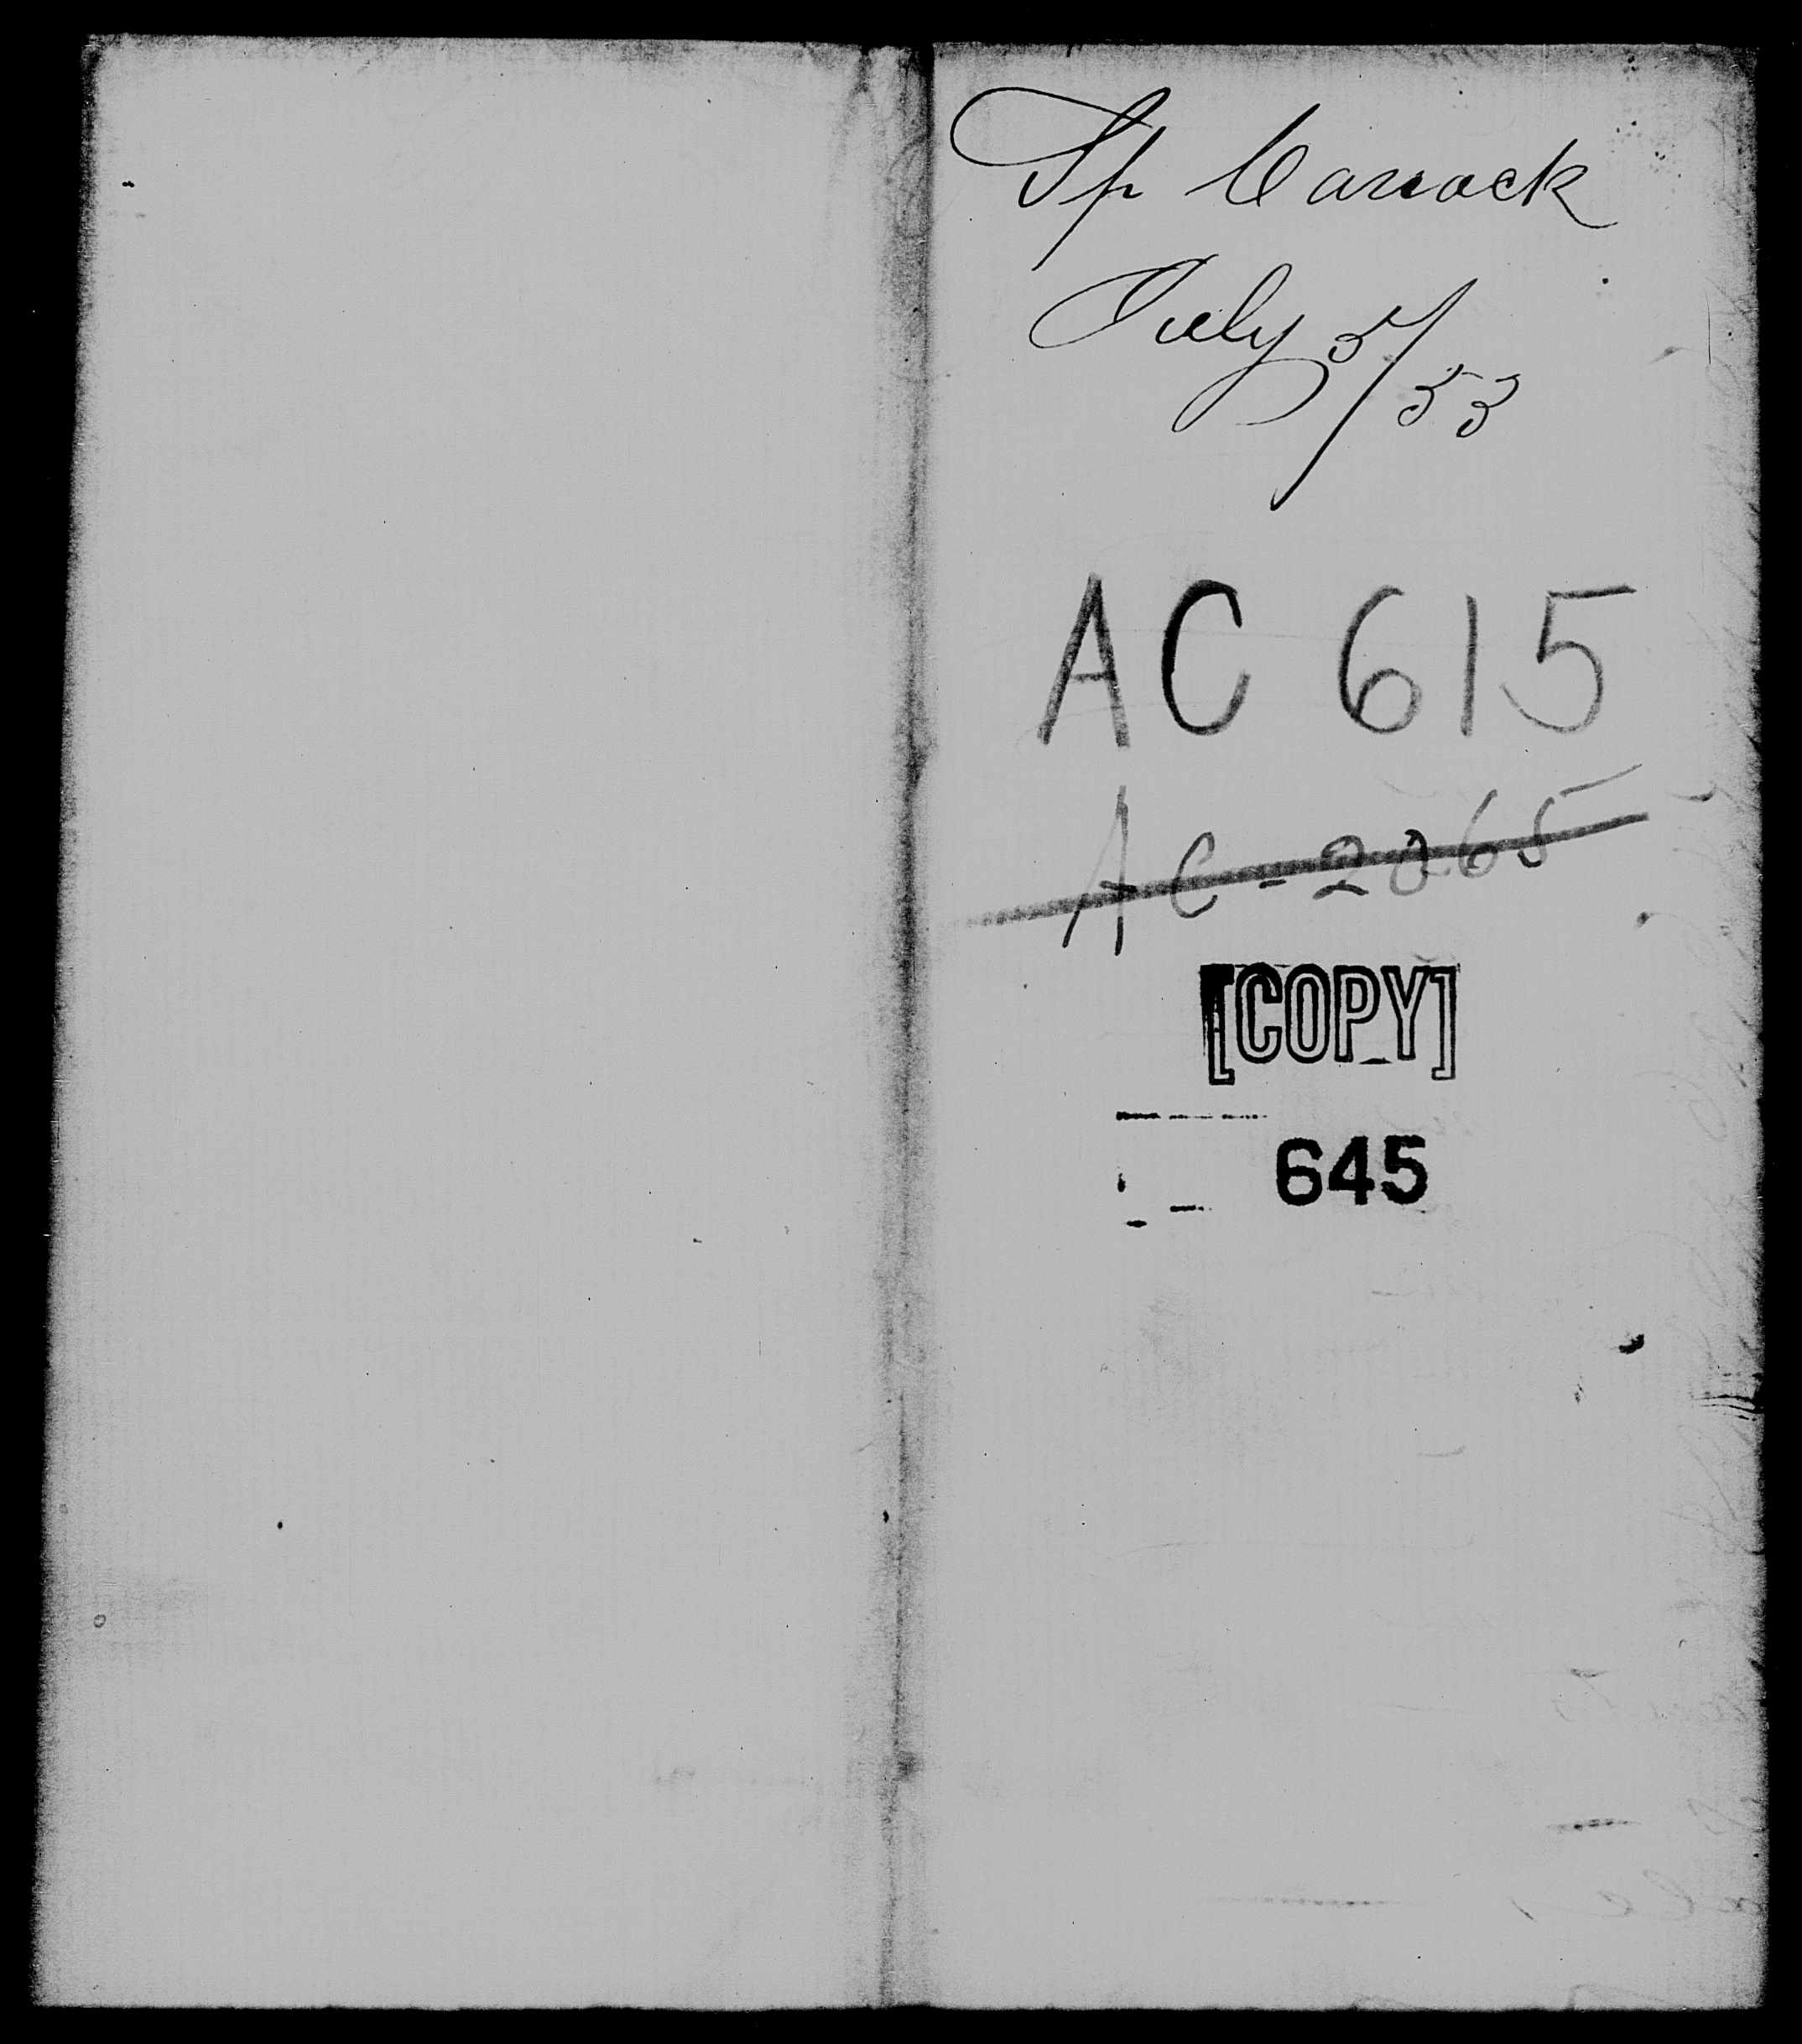 Sp Carrack
July 5/53
AC 615
AC-2065
[COPY]
645